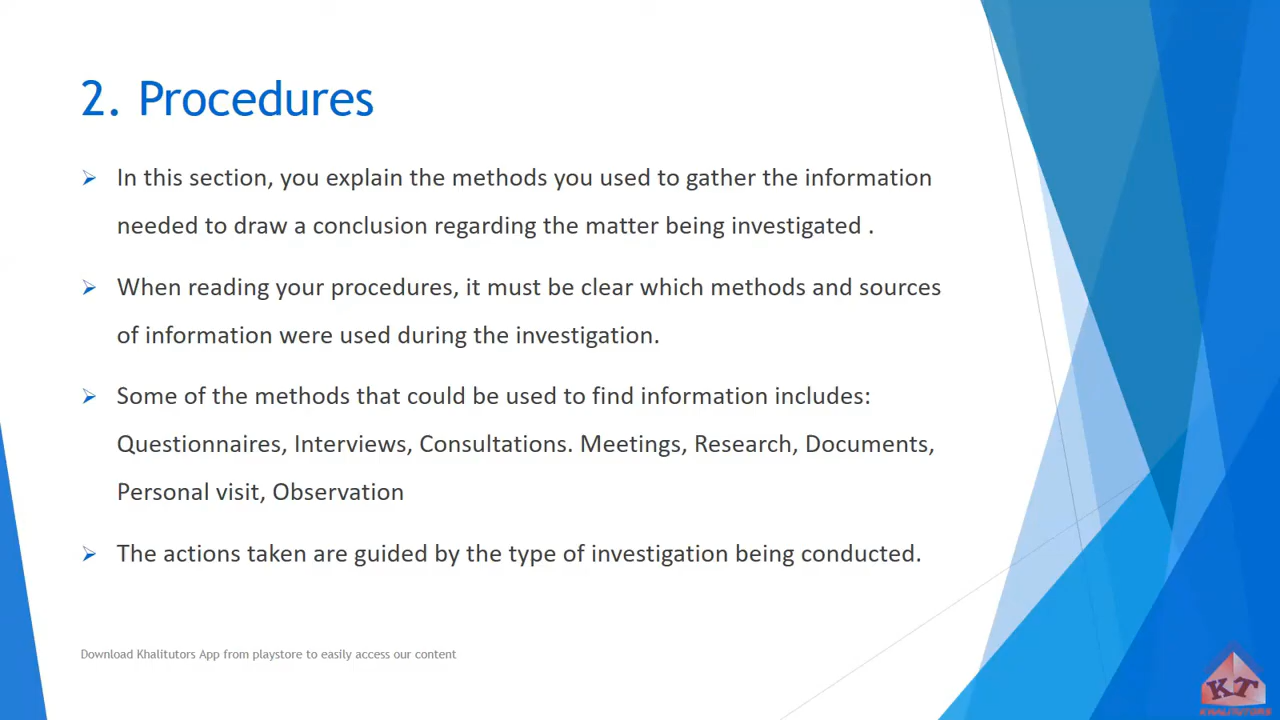 2. Procedures
In this section, you explain the methods you used to gather the information
needed to draw a conclusion regarding the matter being investigated .
When reading your procedures, it must be clear which methods and sources
of information were used during the investigation.
Some of the methods that could be used to find information includes:
Questionnaires, Interviews, Consultations. Meetings, Research, Documents,
Personal visit, Observation
The actions taken are guided by the type of investigation being conducted.
Download Khalitutors App from playstore to easily access our content
KT
KHALITUTORS